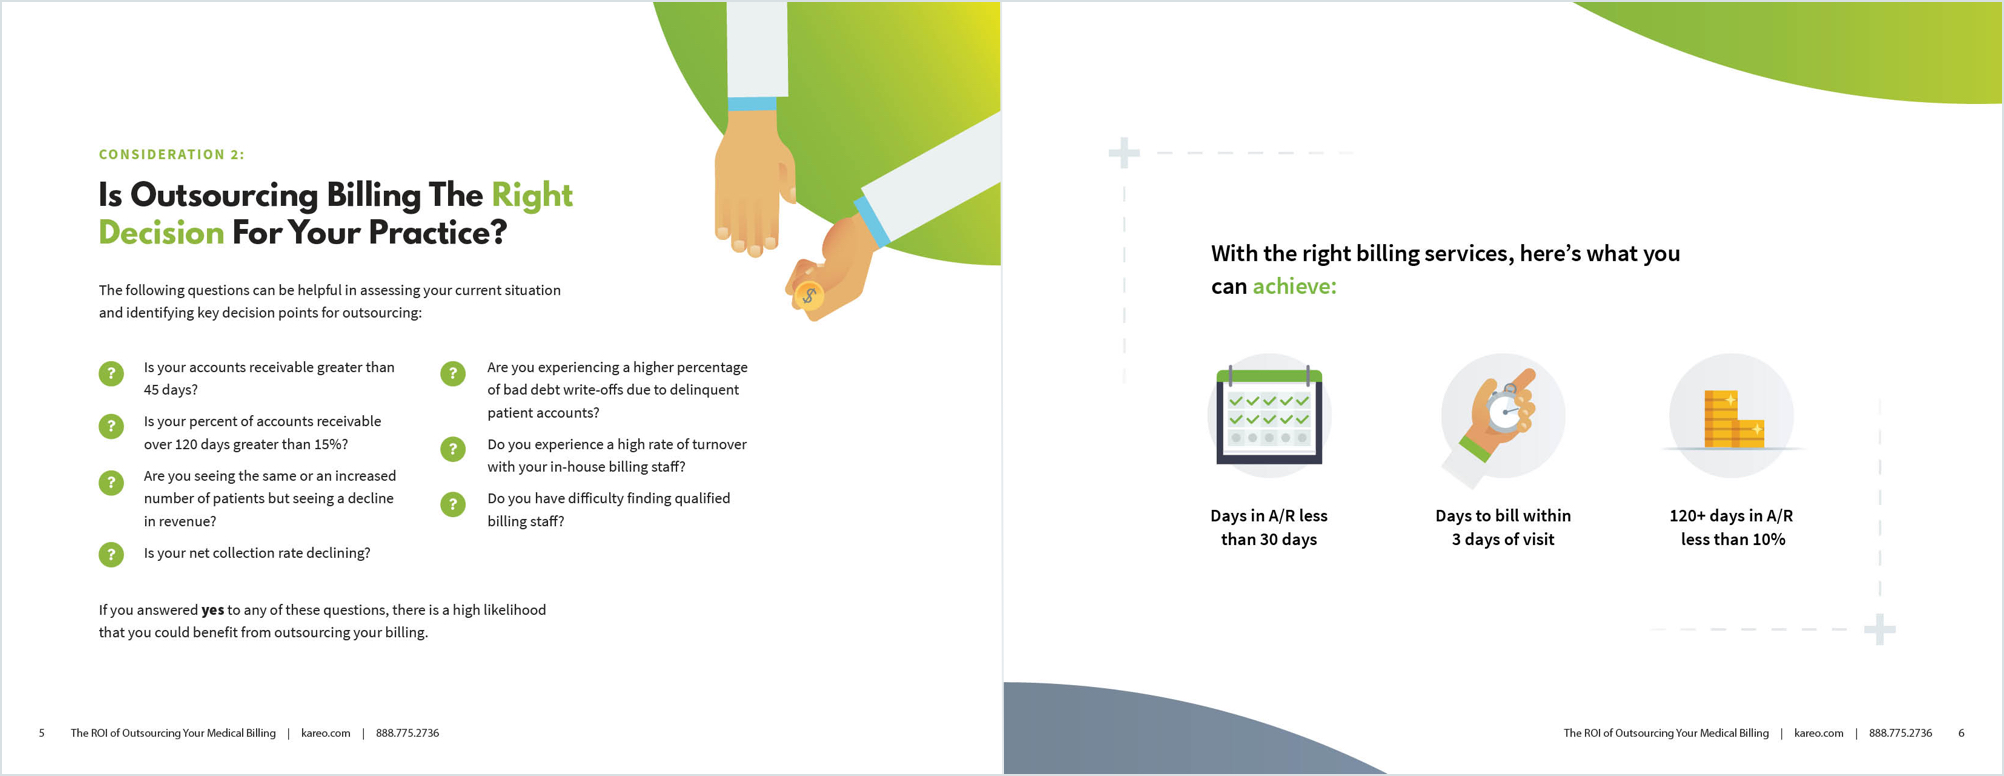 CONSIDERATION 2:
Is Outsourcing Billing The Right
Decision For Your Practice?
The following questions can be helpful in assessing your current situation
and identifying key decision points for outsourcing:
? Is your accounts receivable greater than
45 days?
? Is your percent of accounts receivable
over 120 days greater than 15%?
? Are you seeing the same or an increased
number of patients but seeing a decline
in revenue?
? Is your net collection rate declining?
? Are you experiencing a higher percentage
of bad debt write-offs due to delinquent
patient accounts?
? Do you experience a high rate of turnover
with your in-house billing staff?
? Do you have difficulty finding qualified
billing staff?
If you answered yes to any of these questions, there is a high likelihood
that you could benefit from outsourcing your billing.
$
5 The ROI of Outsourcing Your Medical Billing | kareo.com | 888.775.2736
With the right billing services, here's what you
can achieve:
Days in A/R less
than 30 days
Days to bill within
3 days of visit
120+ days in A/R
less than 10%
The ROI of Outsourcing Your Medical Billing | kareo.com | 888.775.2736 6